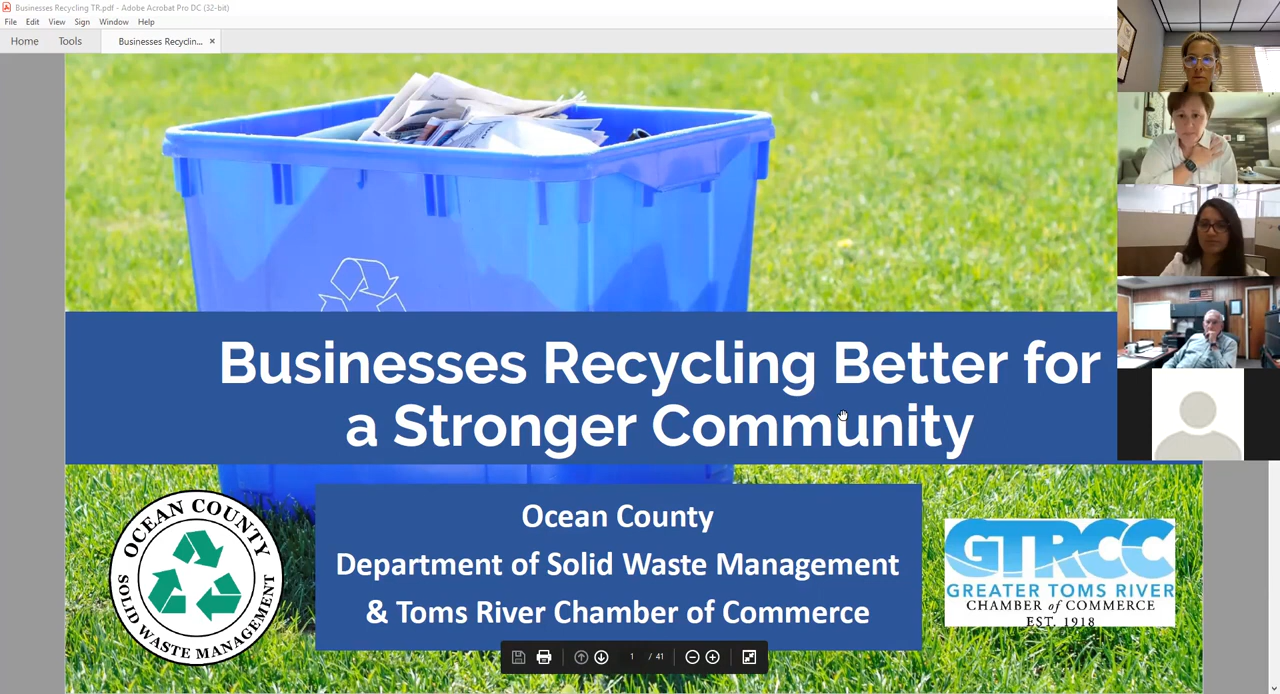 Businesses Recycling TR.pdf - Adobe Acrobat Pro DC (32-bit)
File Edit View Sign Window Help
Home Tools Businesses Recyclin... ×
Businesses Recycling Better for
a Stronger Community
OCEAN COUNTY
SOLID WASTE MANAGEMENT
Ocean County
Department of Solid Waste Management
& Toms River Chamber of Commerce
GTRCC
GREATER TOMS RIVER
CHAMBER of COMMERCE
EST. 1918
1 / 41